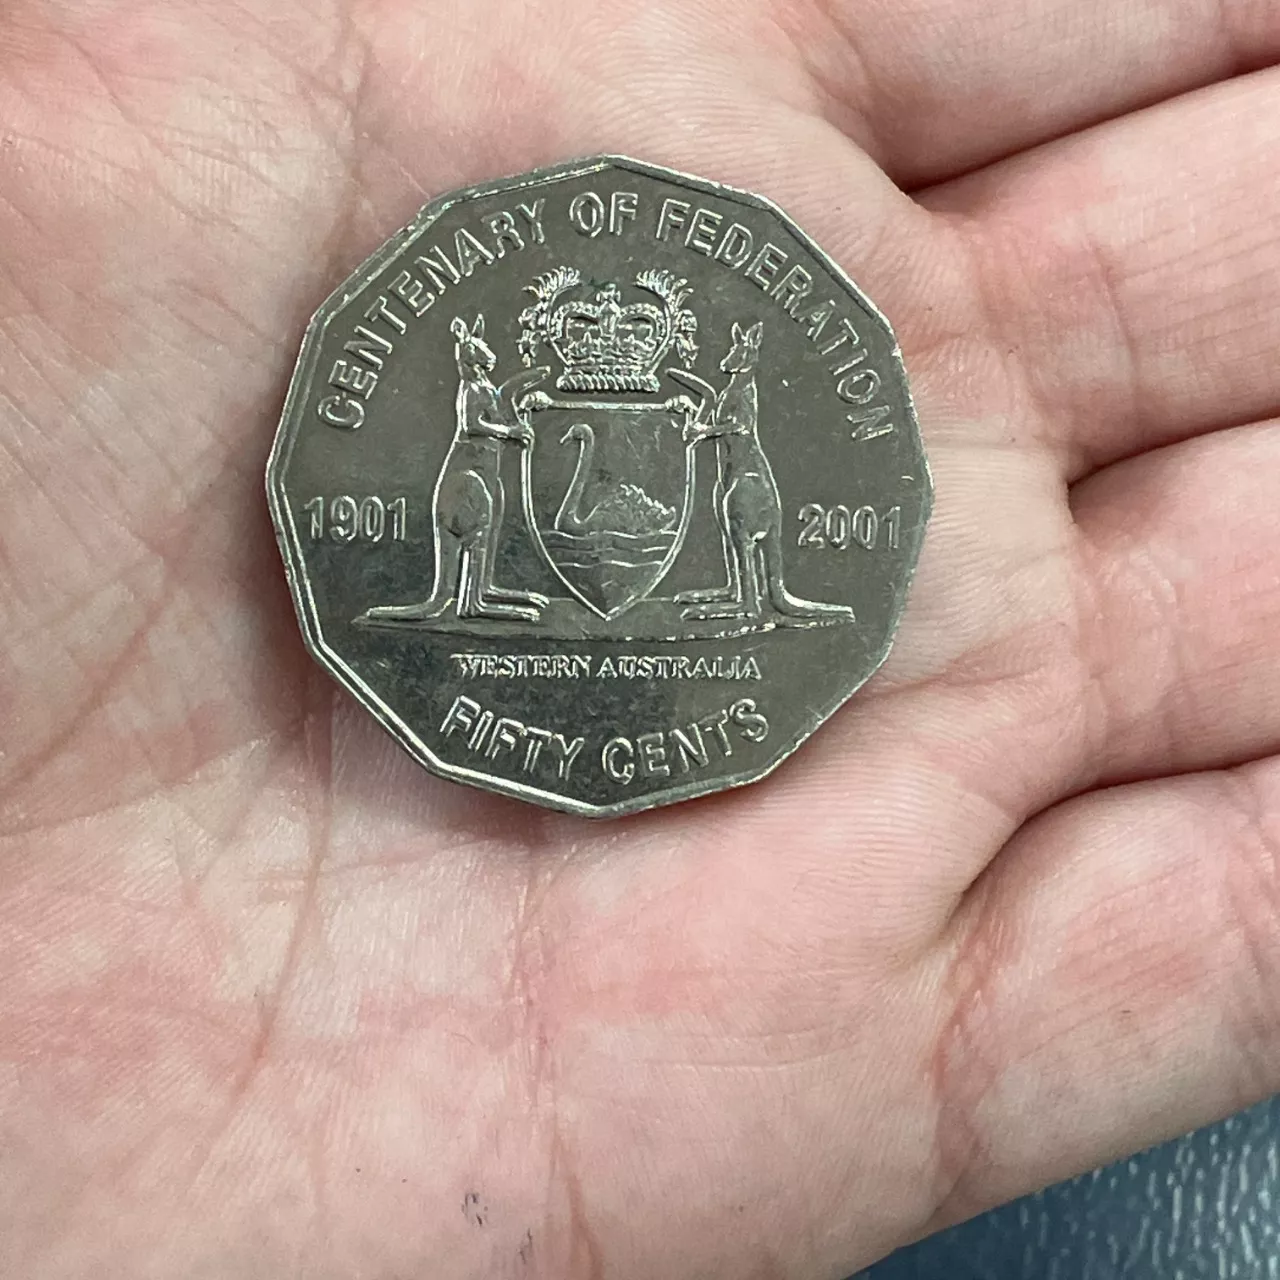 CENTENARY OF FEDERATION
1901
2001
WESTERN AUSTRALIA
FIFTY CENTS